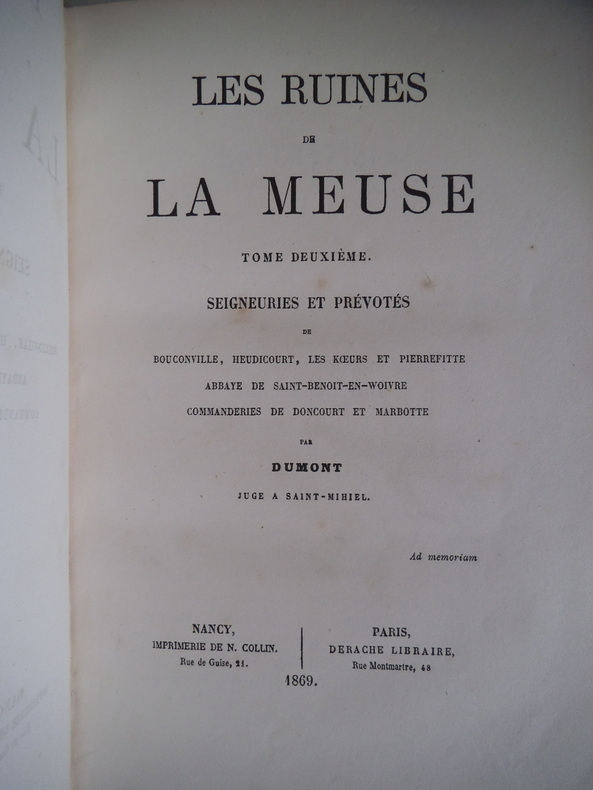 LES RUINES
DE
LA MEUSE
TOME DEUXIÈME.
SEIGNEURIES ET PRÉVOTÉS
DE
BOUCONVILLE, HEUDICOURT, LES KŒURS ET PIERREFITTE
ABBAYE DE SAINT-BENOIT-EN-WOIVRE
COMMANDERIES DE DONCOURT ET MARBOTTE
PAR
DUMONT
JUGE A SAINT-MIHIEL.
Ad memoriam
NANCY,
IMPRIMERIE DE N. COLLIN.
Rue de Guise, 21.
PARIS,
DERACHE LIBRAIRE,
Rue Montmartre, 48
1869.